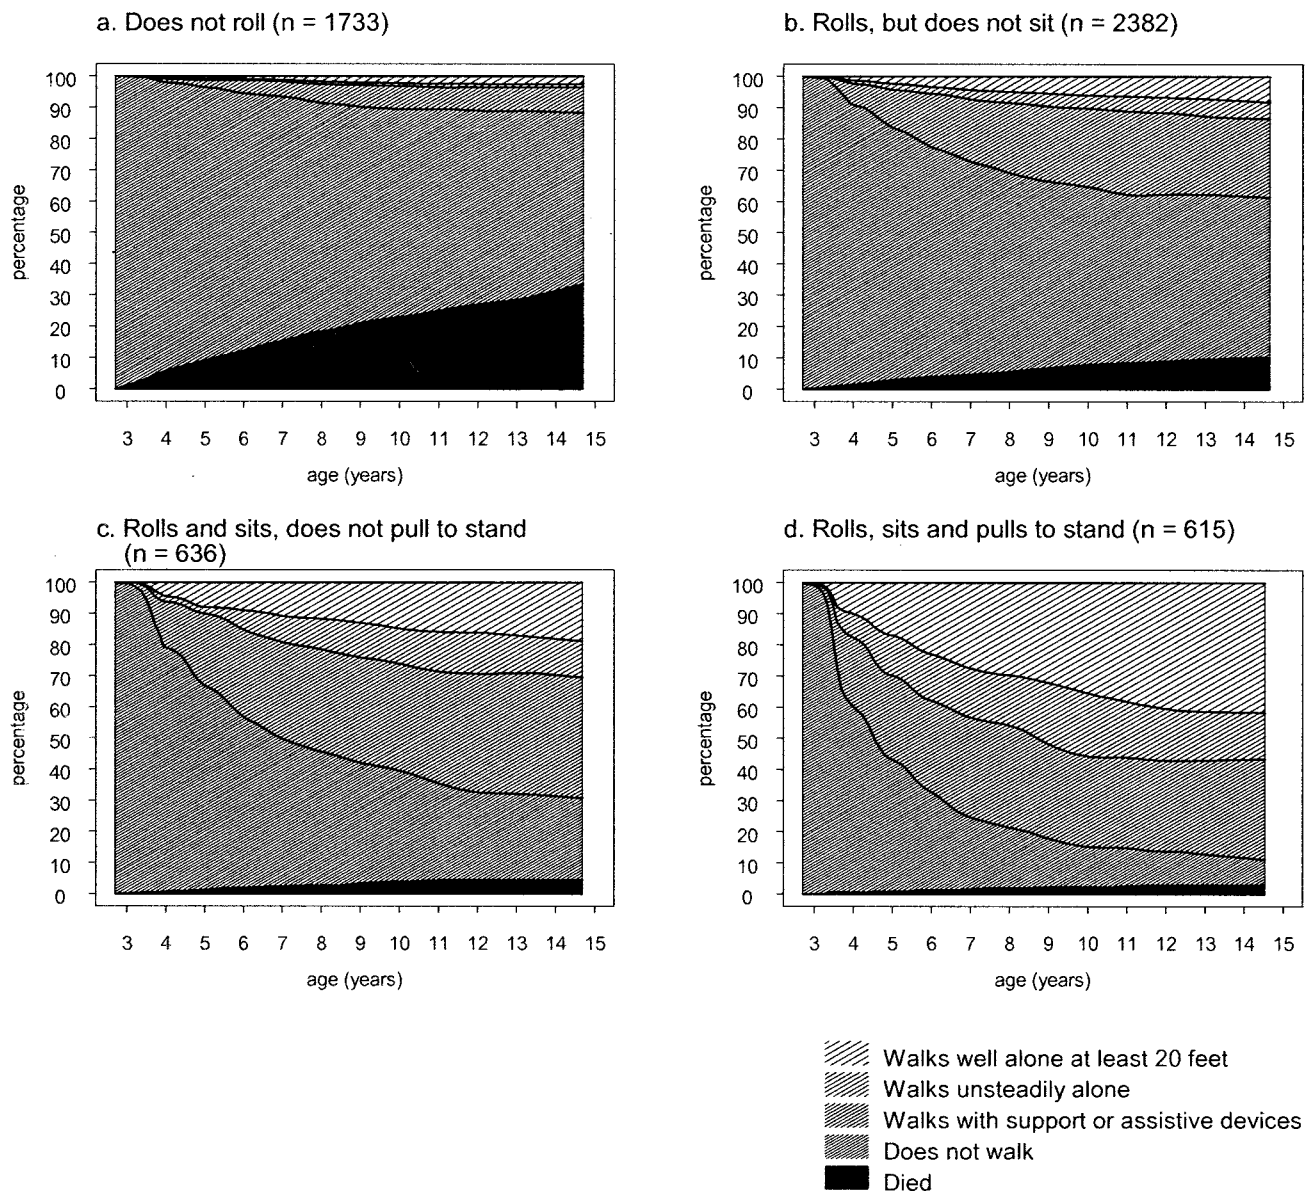 a. Does not roll (n = 1733)
100
90
80
70
60
50
40
30
20
10
0
percentage
3 4 5 6 7 8 9 10 11 12 13 14 15
age (years)
b. Rolls, but does not sit (n = 2382)
100
90
80
70
60
50
40
30
20
10
0
percentage
3 4 5 6 7 8 9 10 11 12 13 14 15
age (years)
c. Rolls and sits, does not pull to stand
(n = 636)
100
90
80
70
60
50
40
30
20
10
0
percentage
3 4 5 6 7 8 9 10 11 12 13 14 15
age (years)
d. Rolls, sits and pulls to stand (n = 615)
100
90
80
70
60
50
40
30
20
10
0
percentage
3 4 5 6 7 8 9 10 11 12 13 14 15
age (years)
Walks well alone at least 20 feet
Walks unsteadily alone
Walks with support or assistive devices
Does not walk
Died